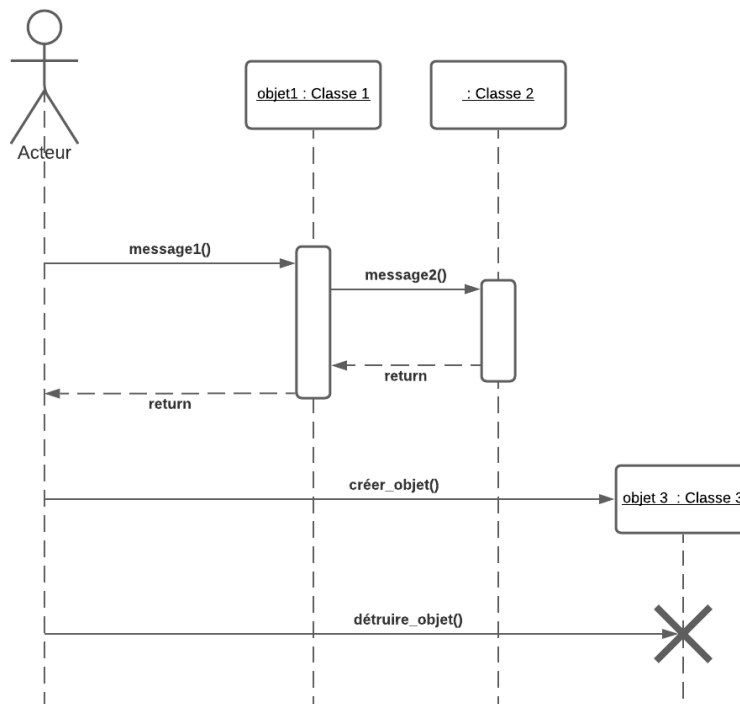 objet1 : Classe 1
: Classe 2
Acteur
message1()
message2()
return
return
créer_objet()
objet 3 : Classe 3
détruire_objet()